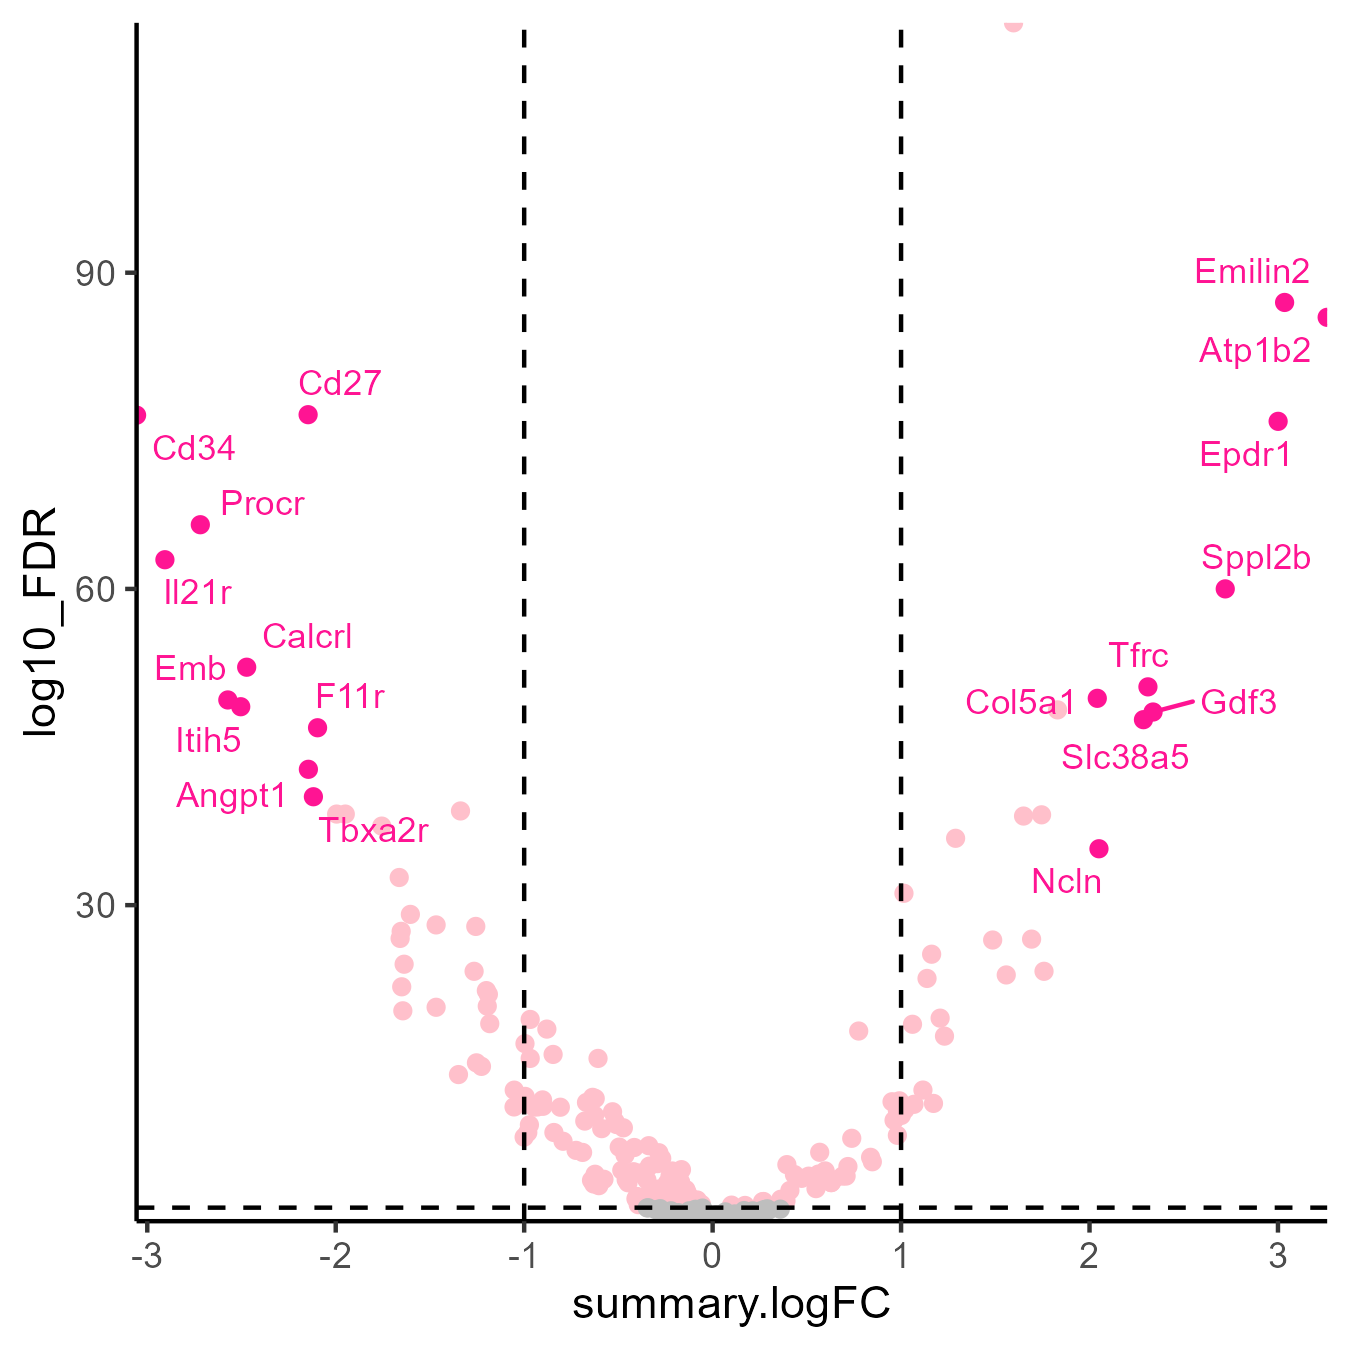 Emilin2
90
Atp1b2
Cd27
Cd34
Epdr1
Procr
Sppl2b
60
Il21r
Calcrl
Tfrc
Emb
F11r
Col5a1
Gdf3
Itih5
Slc38a5
Angpt1
Tbxa2r
Ncln
30
log10_FDR
-3
-2
-1
0
1
2
3
summary.logFC